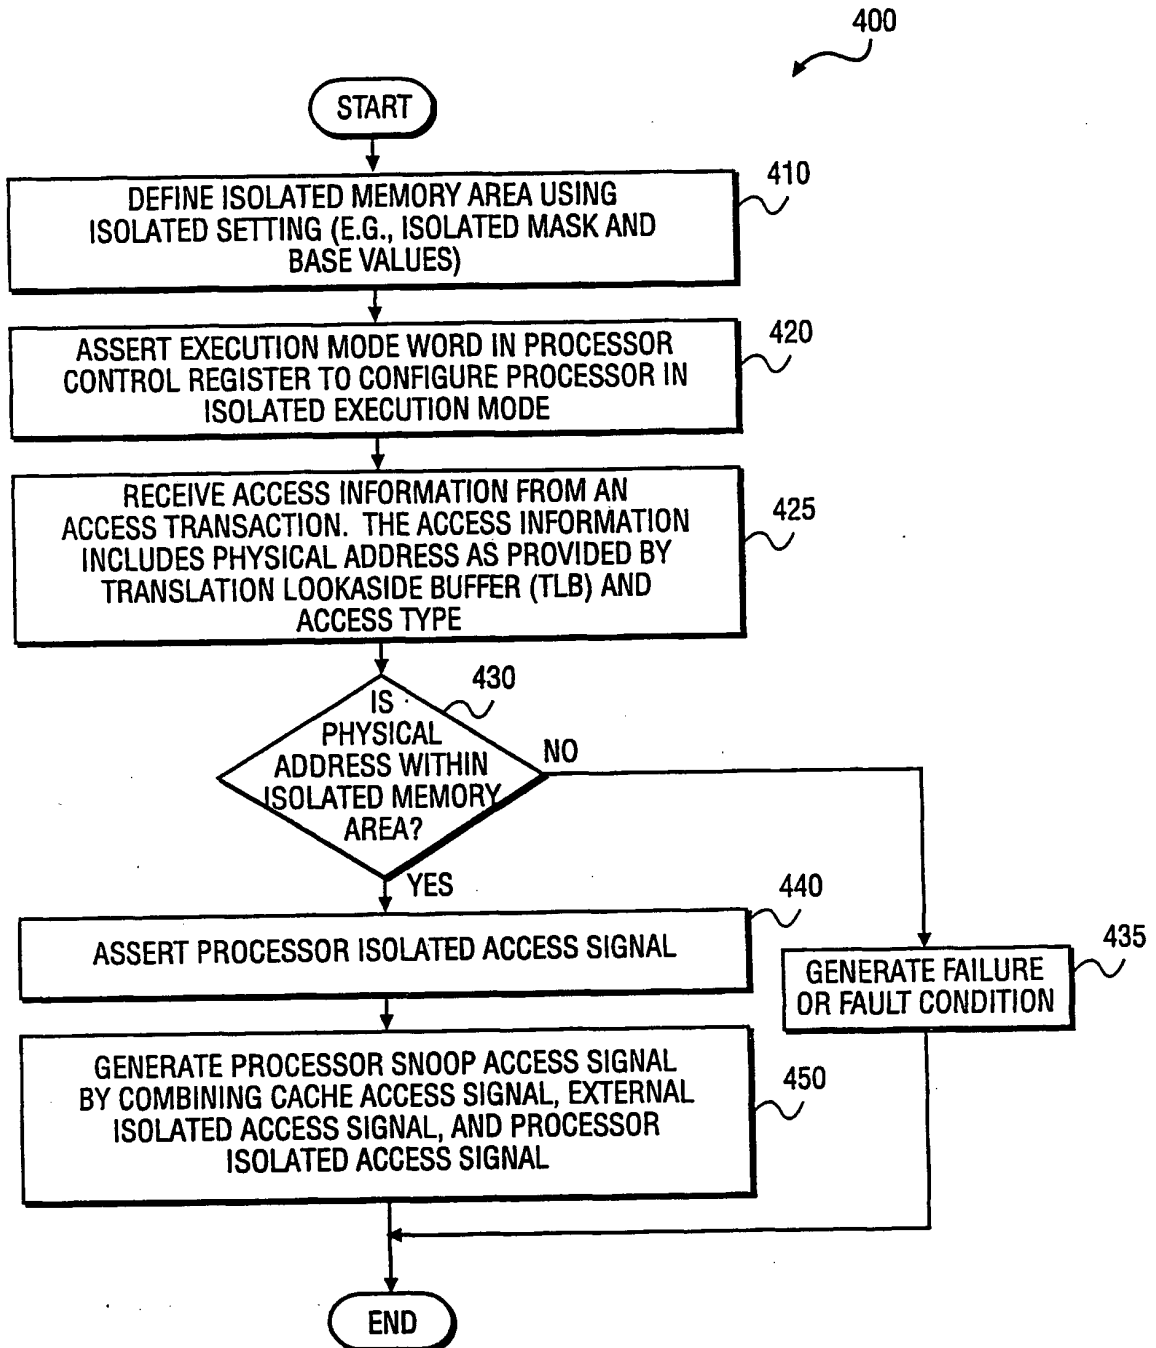 400
START
410
DEFINE ISOLATED MEMORY AREA USING
ISOLATED SETTING (E.G., ISOLATED MASK AND
BASE VALUES)
420
ASSERT EXECUTION MODE WORD IN PROCESSOR
CONTROL REGISTER TO CONFIGURE PROCESSOR IN
ISOLATED EXECUTION MODE
425
RECEIVE ACCESS INFORMATION FROM AN
ACCESS TRANSACTION. THE ACCESS INFORMATION
INCLUDES PHYSICAL ADDRESS AS PROVIDED BY
TRANSLATION LOOKASIDE BUFFER (TLB) AND
ACCESS TYPE
430
IS
PHYSICAL
ADDRESS WITHIN
ISOLATED MEMORY
AREA?
NO
YES
440
ASSERT PROCESSOR ISOLATED ACCESS SIGNAL
435
GENERATE FAILURE
OR FAULT CONDITION
450
GENERATE PROCESSOR SNOOP ACCESS SIGNAL
BY COMBINING CACHE ACCESS SIGNAL, EXTERNAL
ISOLATED ACCESS SIGNAL, AND PROCESSOR
ISOLATED ACCESS SIGNAL
END